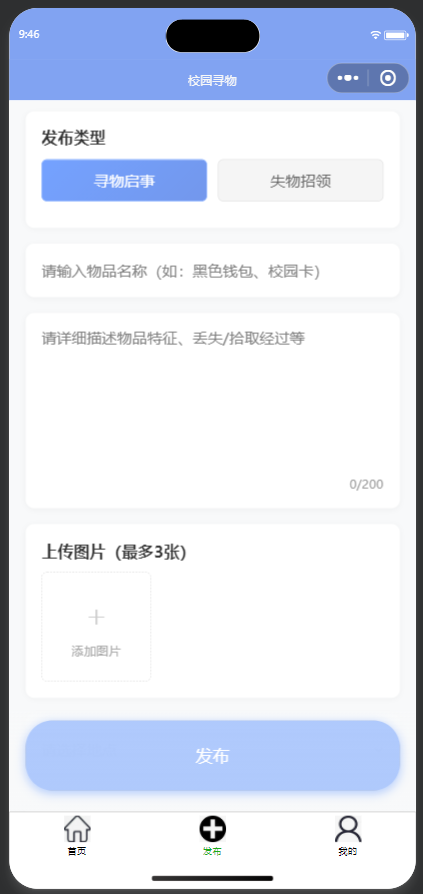 9:46
校园寻物
发布类型
寻物启事
失物招领
请输入物品名称（如：黑色钱包、校园卡）
请详细描述物品特征、丢失/拾取经过等
0/200
上传图片（最多3张）
添加图片
发布
首页
发布
我的